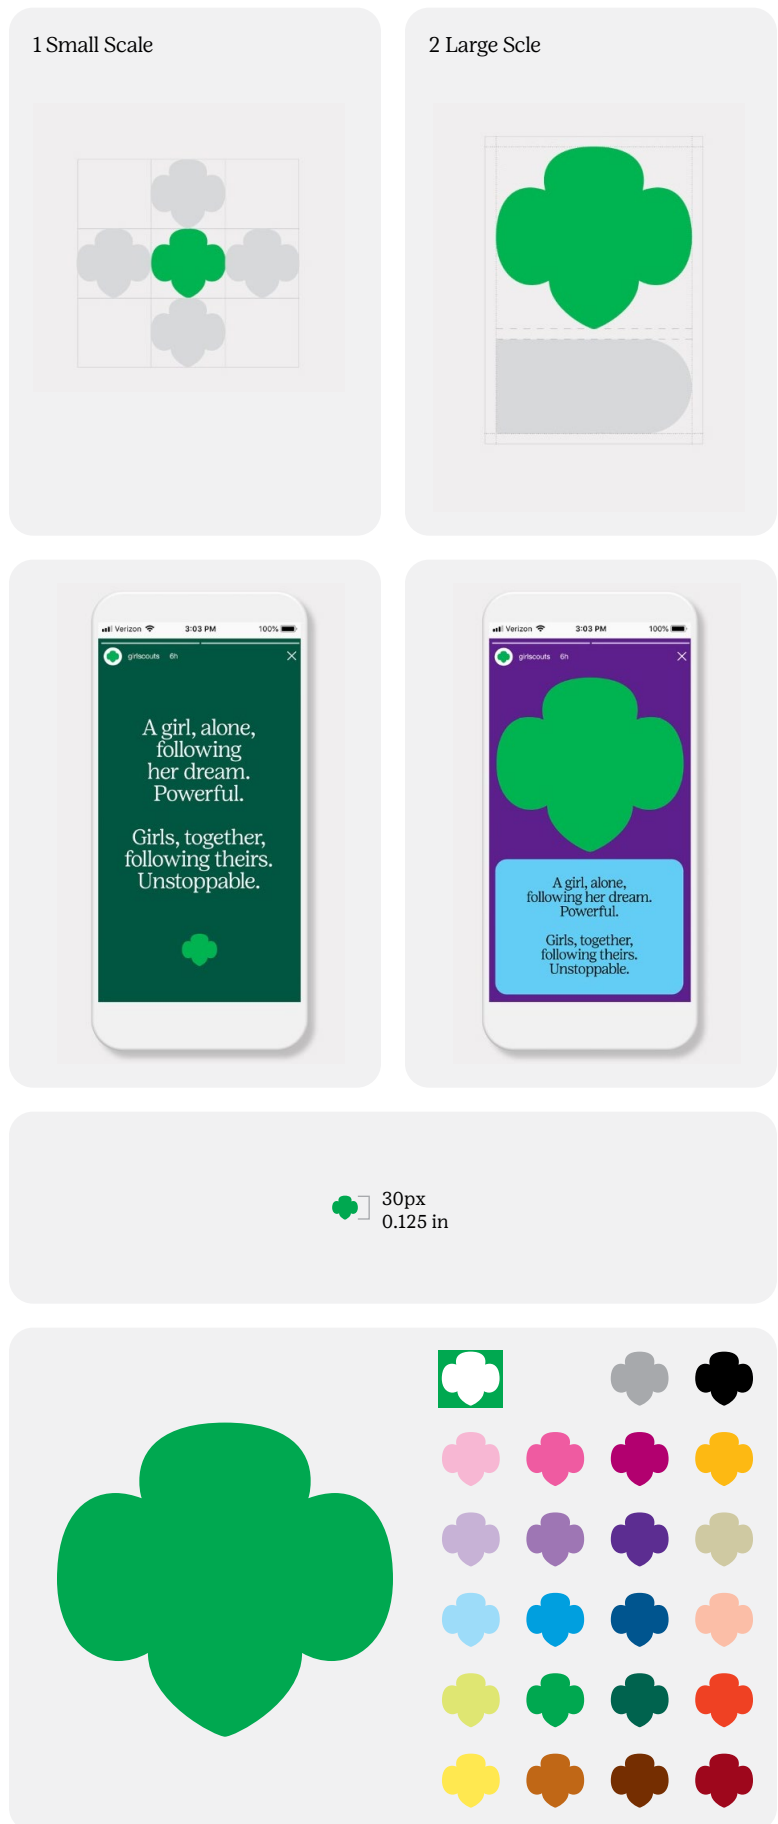 1 Small Scale
2 Large Scle
Verizon 3:03 PM 100%
girlscouts 6h
A girl, alone,
following
her dream.
Powerful.
Girls, together,
following theirs.
Unstoppable.
Verizon 3:03 PM 100%
girlscouts 6h
A girl, alone,
following her dream.
Powerful.
Girls, together,
following theirs.
Unstoppable.
30px
0.125 in